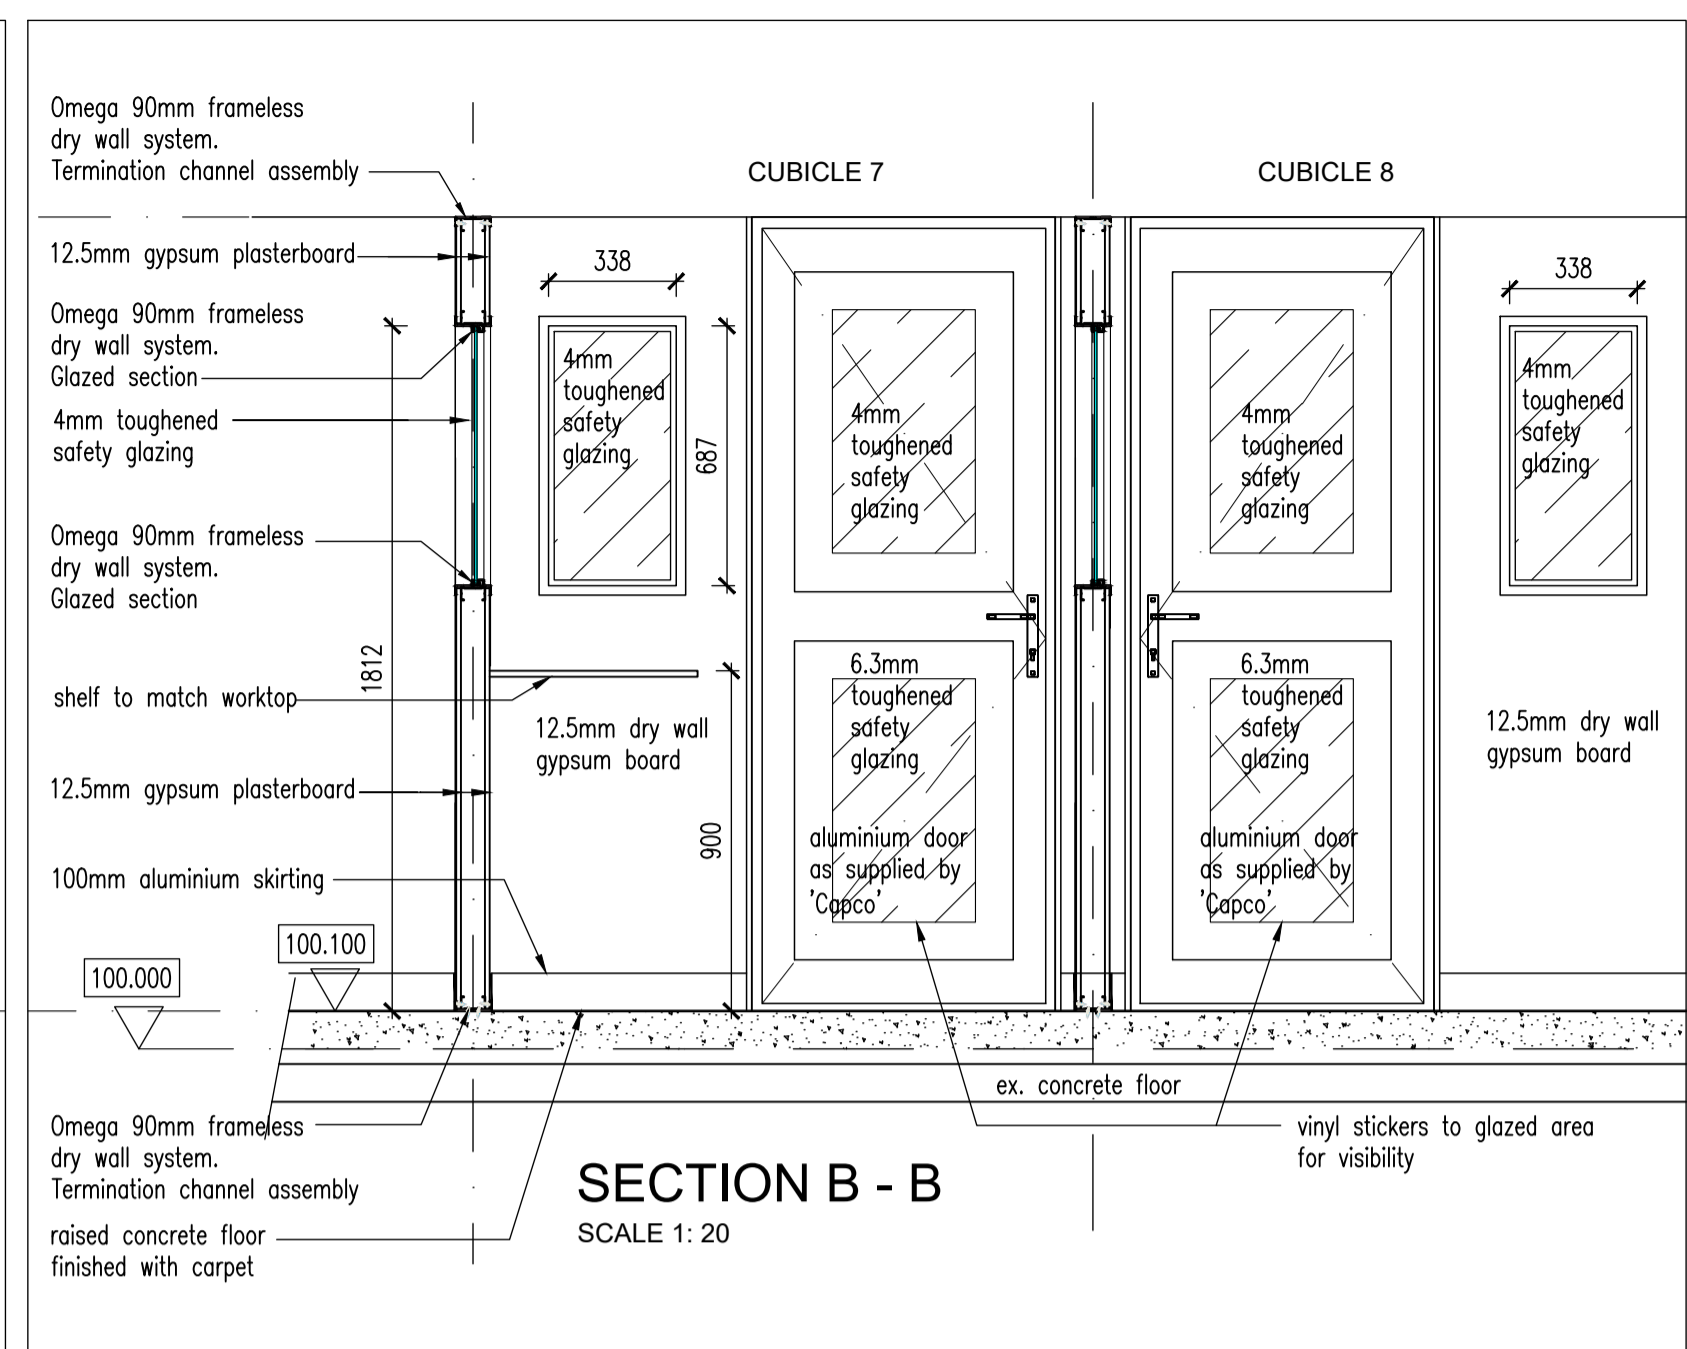 Omega 90mm frameless
dry wall system.
Termination channel assembly
CUBICLE 7
CUBICLE 8
12.5mm gypsum plasterboard
338
338
Omega 90mm frameless
dry wall system.
Glazed section
4mm toughened
safety glazing
4mm
toughened
safety
glazing
687
4mm
toughened
safety
glazing
4mm
toughened
safety
glazing
4mm
toughened
safety
glazing
Omega 90mm frameless
dry wall system.
Glazed section
1812
shelf to match worktop
12.5mm dry wall
gypsum board
900
6.3mm
toughened
safety
glazing
6.3mm
toughened
safety
glazing
12.5mm dry wall
gypsum board
12.5mm gypsum plasterboard
aluminium door
as supplied by
'Capco'
aluminium door
as supplied by
'Capco'
100mm aluminium skirting
100.100
100.000
ex. concrete floor
Omega 90mm frameless
dry wall system.
Termination channel assembly
vinyl stickers to glazed area
for visibility
raised concrete floor
finished with carpet
SECTION B - B
SCALE 1: 20